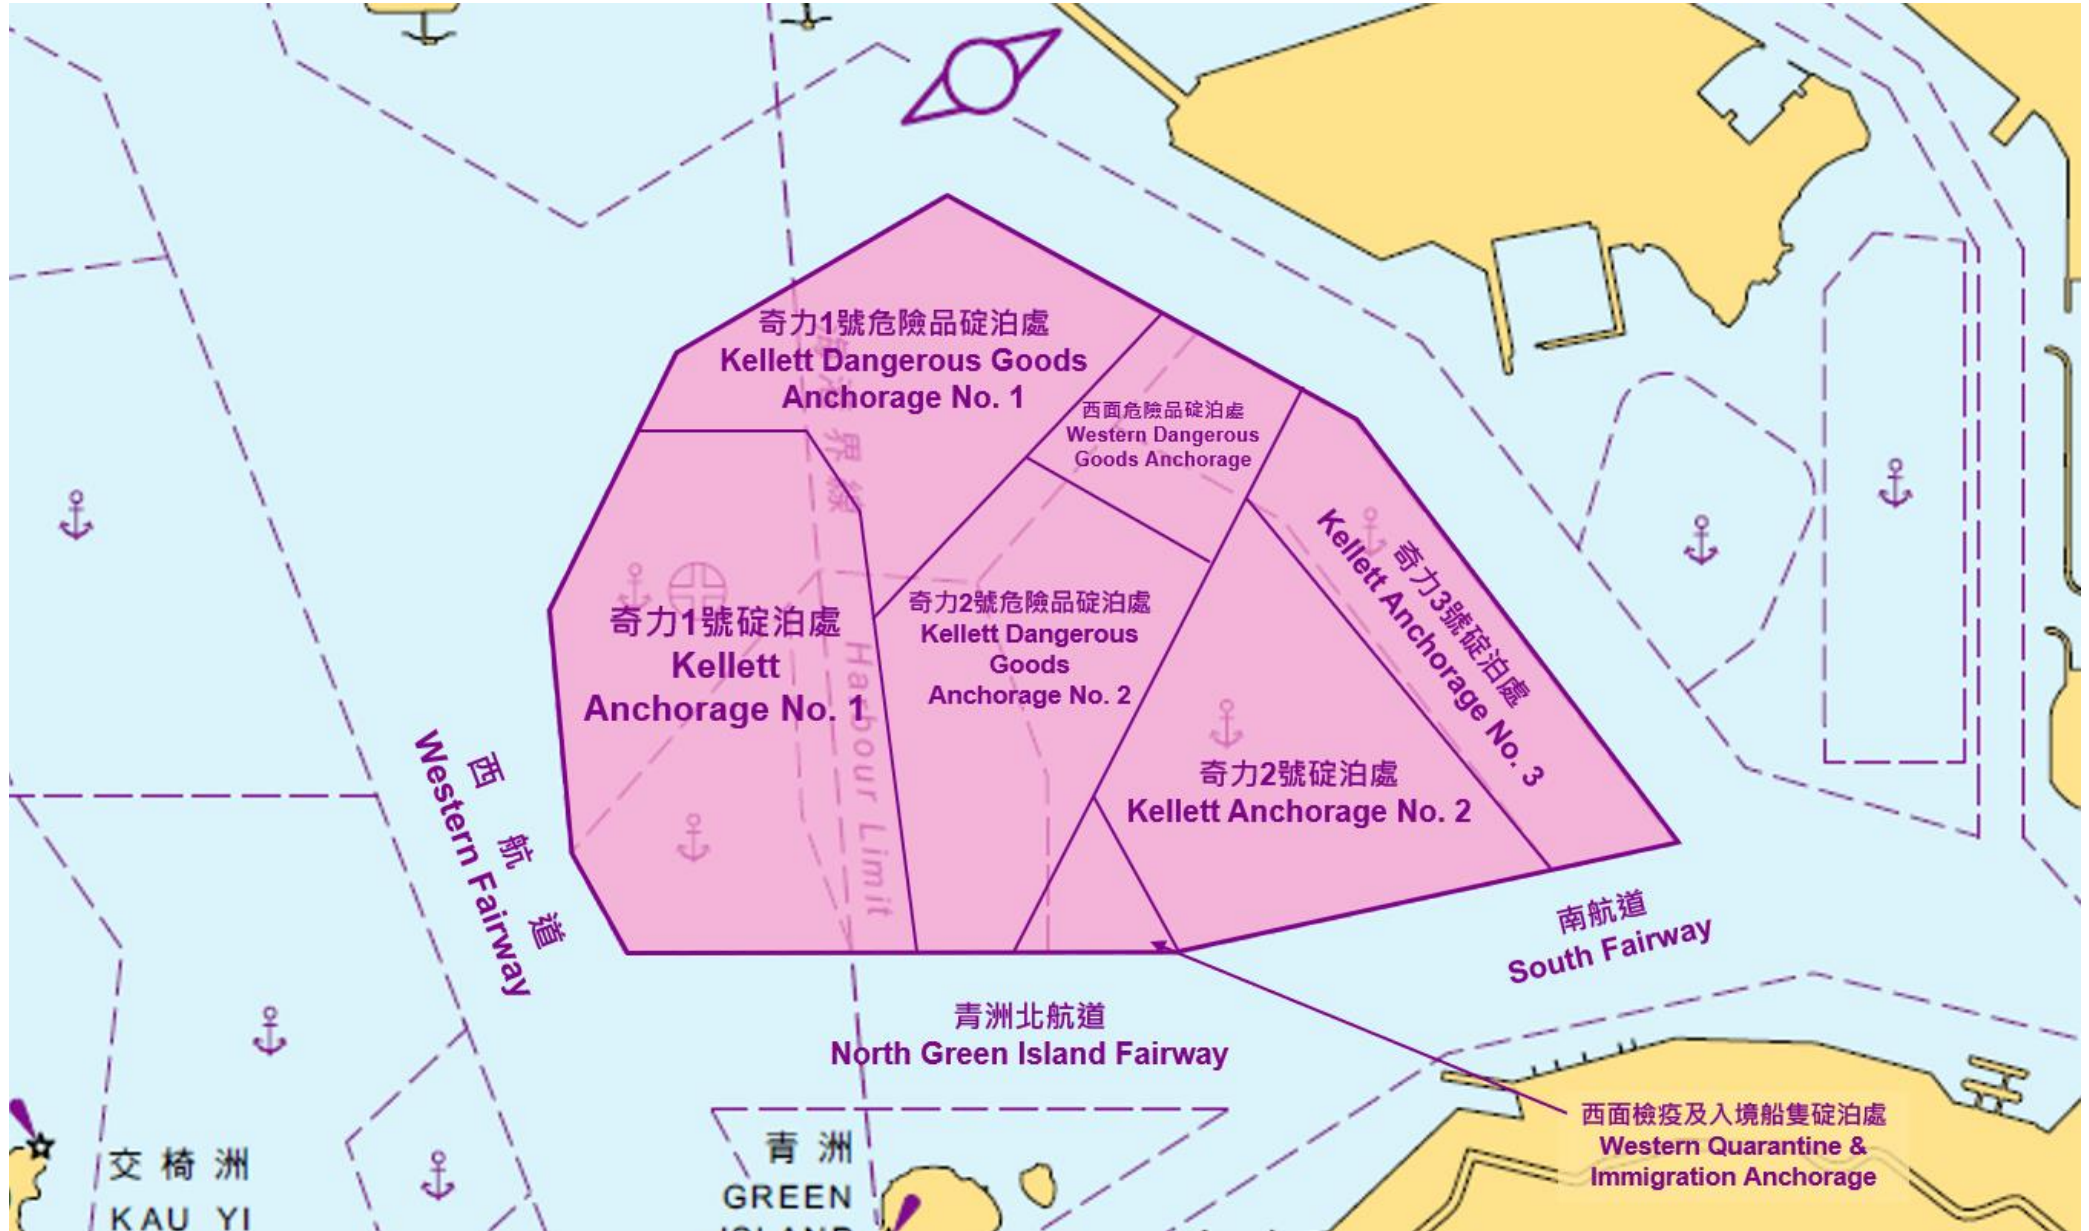 奇力1號危險品碇泊處
Kellett Dangerous Goods
Anchorage No. 1
西面危險品碇泊處
Western Dangerous
Goods Anchorage
港界線
Harbour Limit
奇力3號碇泊處
Kellett Anchorage No. 3
奇力1號碇泊處
Kellett
Anchorage No. 1
奇力2號危險品碇泊處
Kellett Dangerous
Goods
Anchorage No. 2
奇力2號碇泊處
Kellett Anchorage No. 2
西航道
Western Fairway
南航道
South Fairway
青洲北航道
North Green Island Fairway
西面檢疫及入境船隻碇泊處
Western Quarantine &
Immigration Anchorage
交椅洲
KAU YI
青洲
GREEN
ISLAND